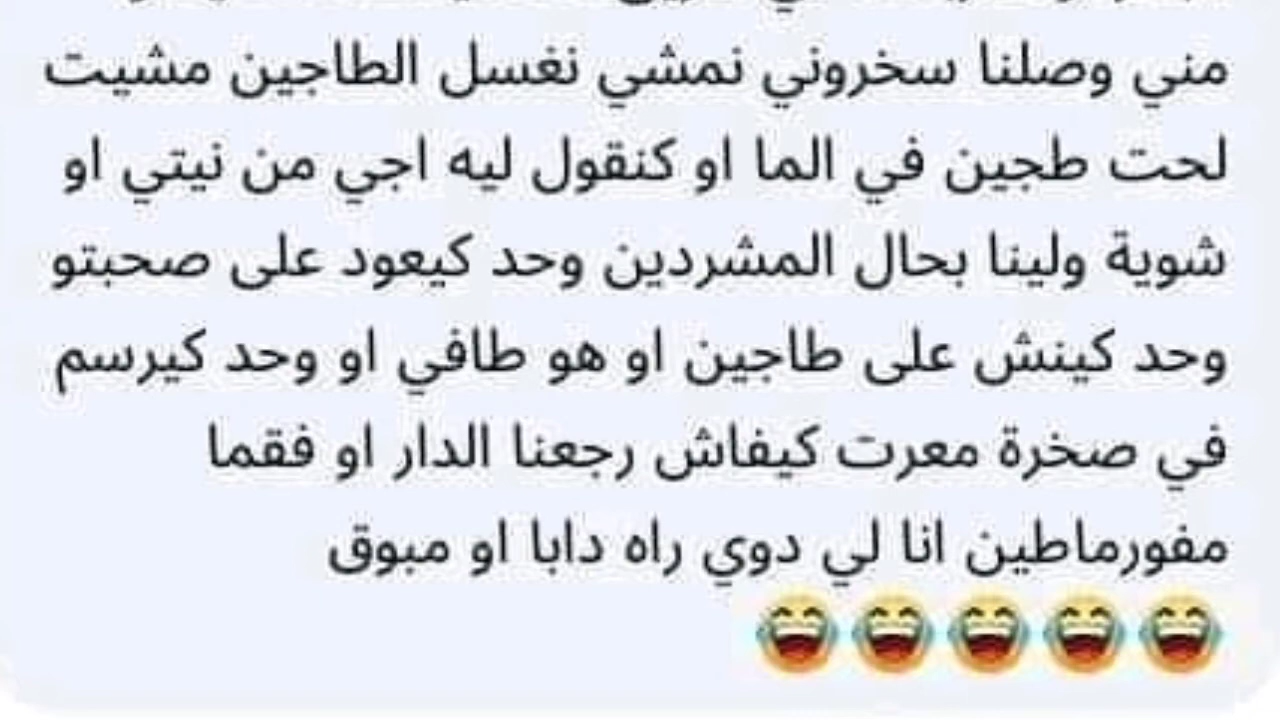 مني وصلنا سخروني نمشي نغسل الطاجين مشيت
لحت طجين في الما او كنقول ليه اجي من نيتي او
شوية ولينا بحال المشردين وحد كيعود على صحبتو
وحد كينش على طاجين او هو طافي او وحد كيرسم
في صخرة معرت كيفاش رجعنا الدار او فقما
مفورماطين انا لي دوي راه دابا او مبوق
😂😂😂😂😂